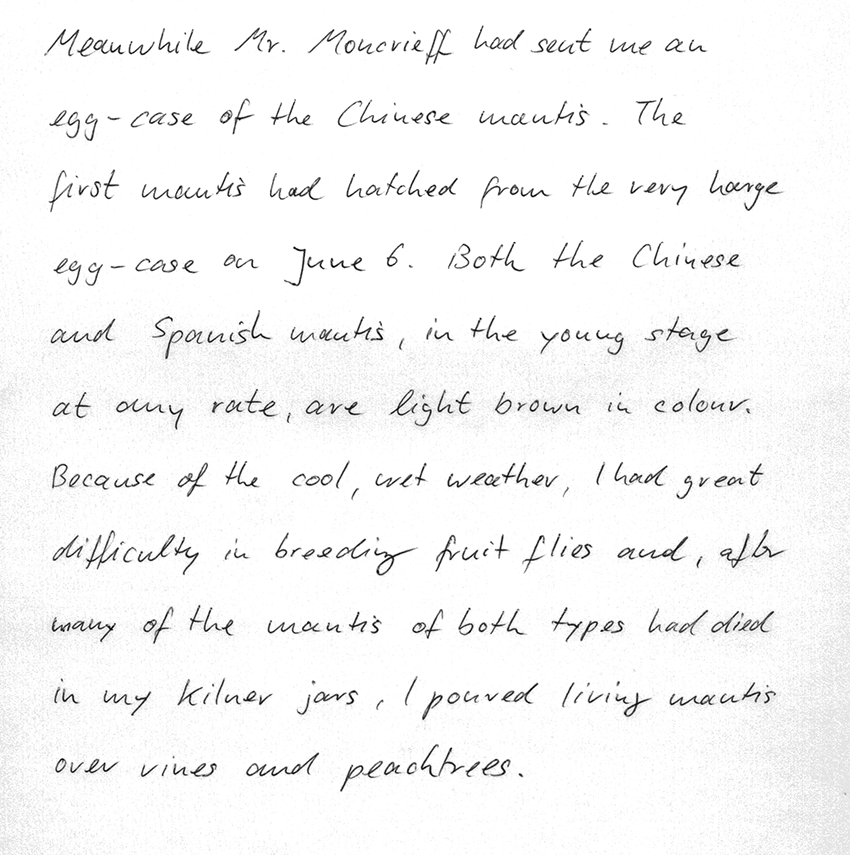 Meanwhile Mr. Moncrieff had sent me an
egg-case of the Chinese mantis. The
first mantis had hatched from the very large
egg-case on June 6. Both the Chinese
and Spanish mantis, in the young stage
at any rate, are light brown in colour.
Because of the cool, wet weather, I had great
difficulty in breeding fruit flies and, after
many of the mantis of both types had died
in my Kilner jars, I poured living mantis
over vines and peachtrees.